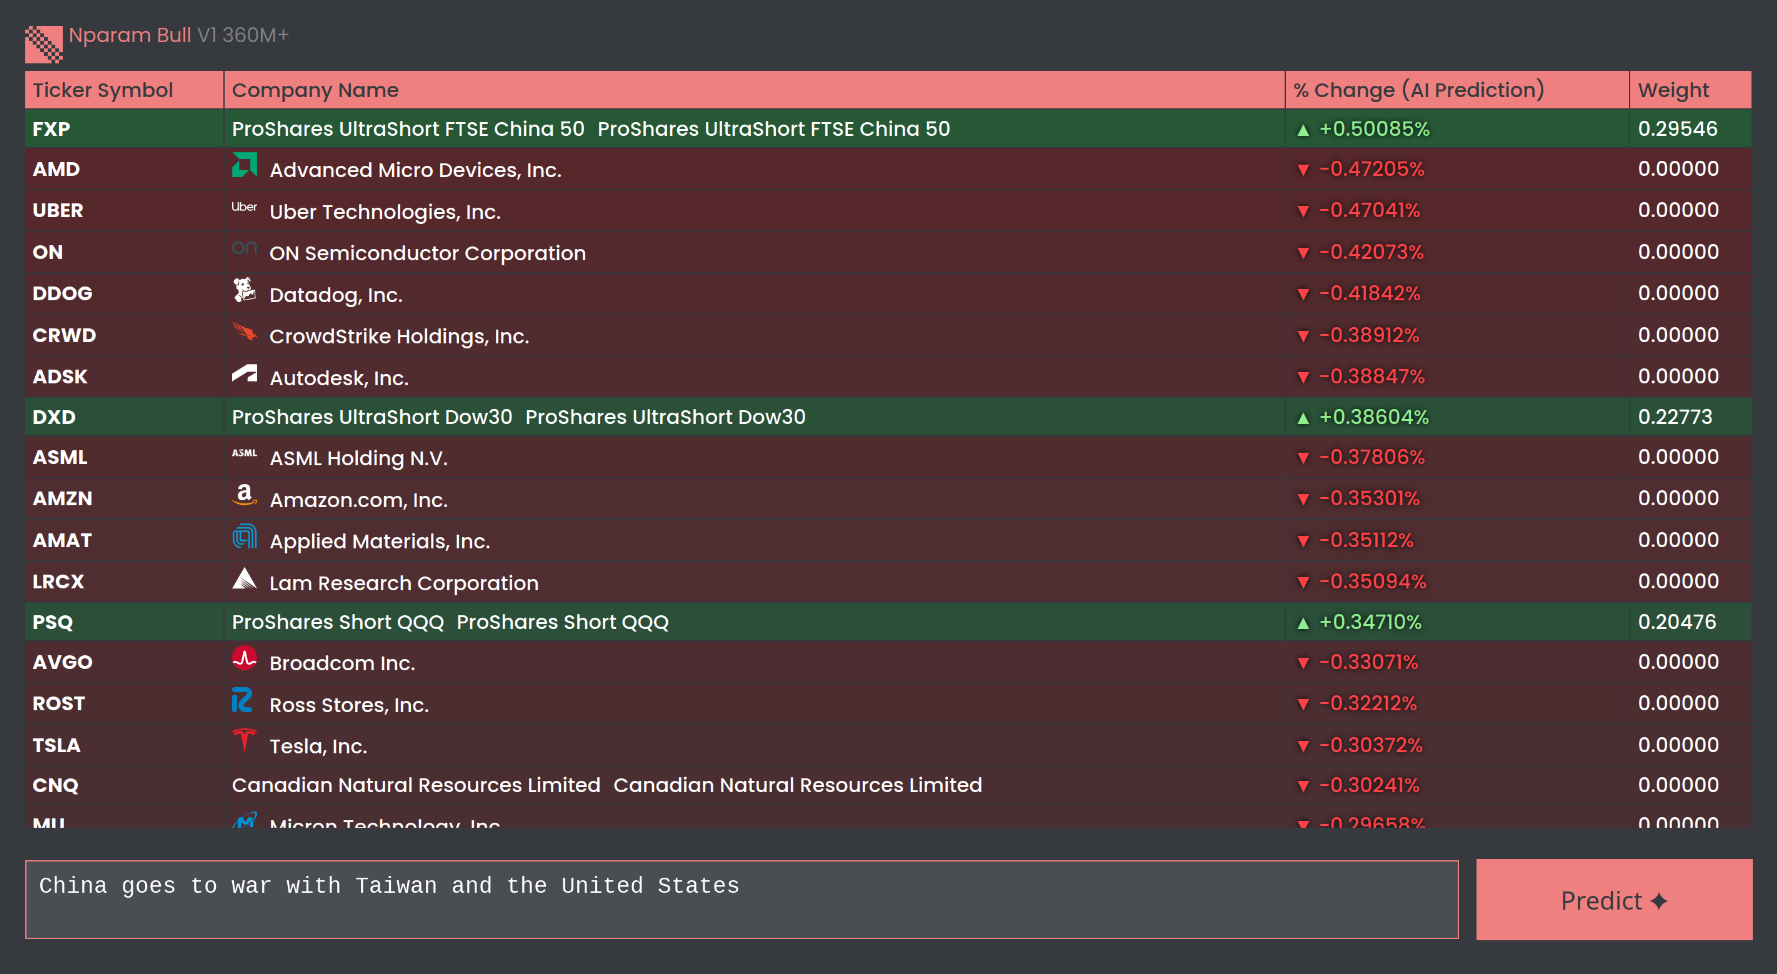 Nparam Bull V1 360M+
Ticker Symbol Company Name % Change (AI Prediction) Weight
FXP ProShares UltraShort FTSE China 50 ProShares UltraShort FTSE China 50 ▲ +0.50085% 0.29546
AMD Advanced Micro Devices, Inc. ▼ -0.47205% 0.00000
UBER Uber Uber Technologies, Inc. ▼ -0.47041% 0.00000
ON on ON Semiconductor Corporation ▼ -0.42073% 0.00000
DDOG Datadog, Inc. ▼ -0.41842% 0.00000
CRWD CrowdStrike Holdings, Inc. ▼ -0.38912% 0.00000
ADSK Autodesk, Inc. ▼ -0.38847% 0.00000
DXD ProShares UltraShort Dow30 ProShares UltraShort Dow30 ▲ +0.38604% 0.22773
ASML ASML ASML Holding N.V. ▼ -0.37806% 0.00000
AMZN a Amazon.com, Inc. ▼ -0.35301% 0.00000
AMAT Applied Materials, Inc. ▼ -0.35112% 0.00000
LRCX Lam Research Corporation ▼ -0.35094% 0.00000
PSQ ProShares Short QQQ ProShares Short QQQ ▲ +0.34710% 0.20476
AVGO Broadcom Inc. ▼ -0.33071% 0.00000
ROST Ross Stores, Inc. ▼ -0.32212% 0.00000
TSLA Tesla, Inc. ▼ -0.30372% 0.00000
CNQ Canadian Natural Resources Limited Canadian Natural Resources Limited ▼ -0.30241% 0.00000
MU Micron Technology, Inc. ▼ -0.29658% 0.00000
China goes to war with Taiwan and the United States
Predict ✦